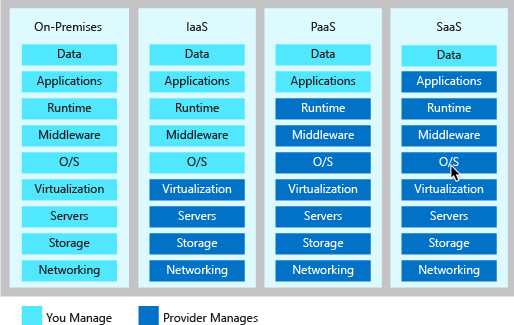 On-Premises IaaS PaaS SaaS
Data Data Data Data
Applications Applications Applications Applications
Runtime Runtime Runtime Runtime
Middleware Middleware Middleware Middleware
O/S O/S O/S O/S
Virtualization Virtualization Virtualization Virtualization
Servers Servers Servers Servers
Storage Storage Storage Storage
Networking Networking Networking Networking
You Manage Provider Manages